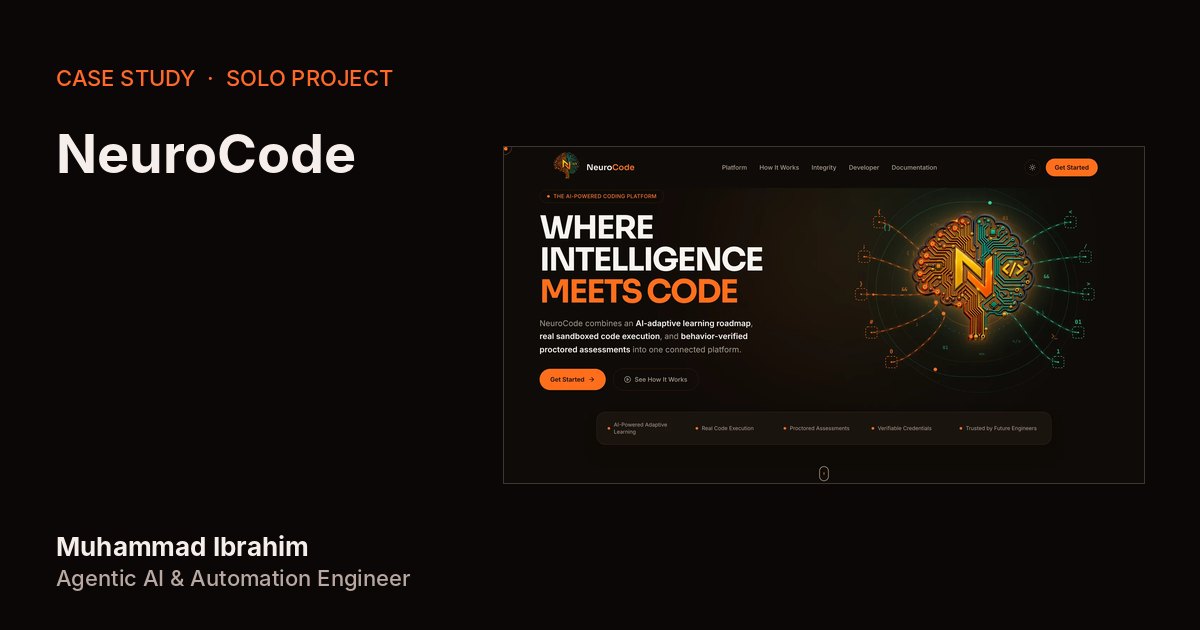 CASE STUDY · SOLO PROJECT
NeuroCode
NeuroCode
Platform
How It Works
Integrity
Developer
Documentation
Get Started
THE AI-POWERED CODING PLATFORM
WHERE
INTELLIGENCE
MEETS CODE
NeuroCode combines an AI-adaptive learning roadmap,
real sandboxed code execution, and behavior-verified
proctored assessments into one connected platform.
Get Started →
See How It Works
N
</>
AI-Powered Adaptive
Learning
Real Code Execution
Proctored Assessments
Verifiable Credentials
Trusted by Future Engineers
Muhammad Ibrahim
Agentic AI & Automation Engineer